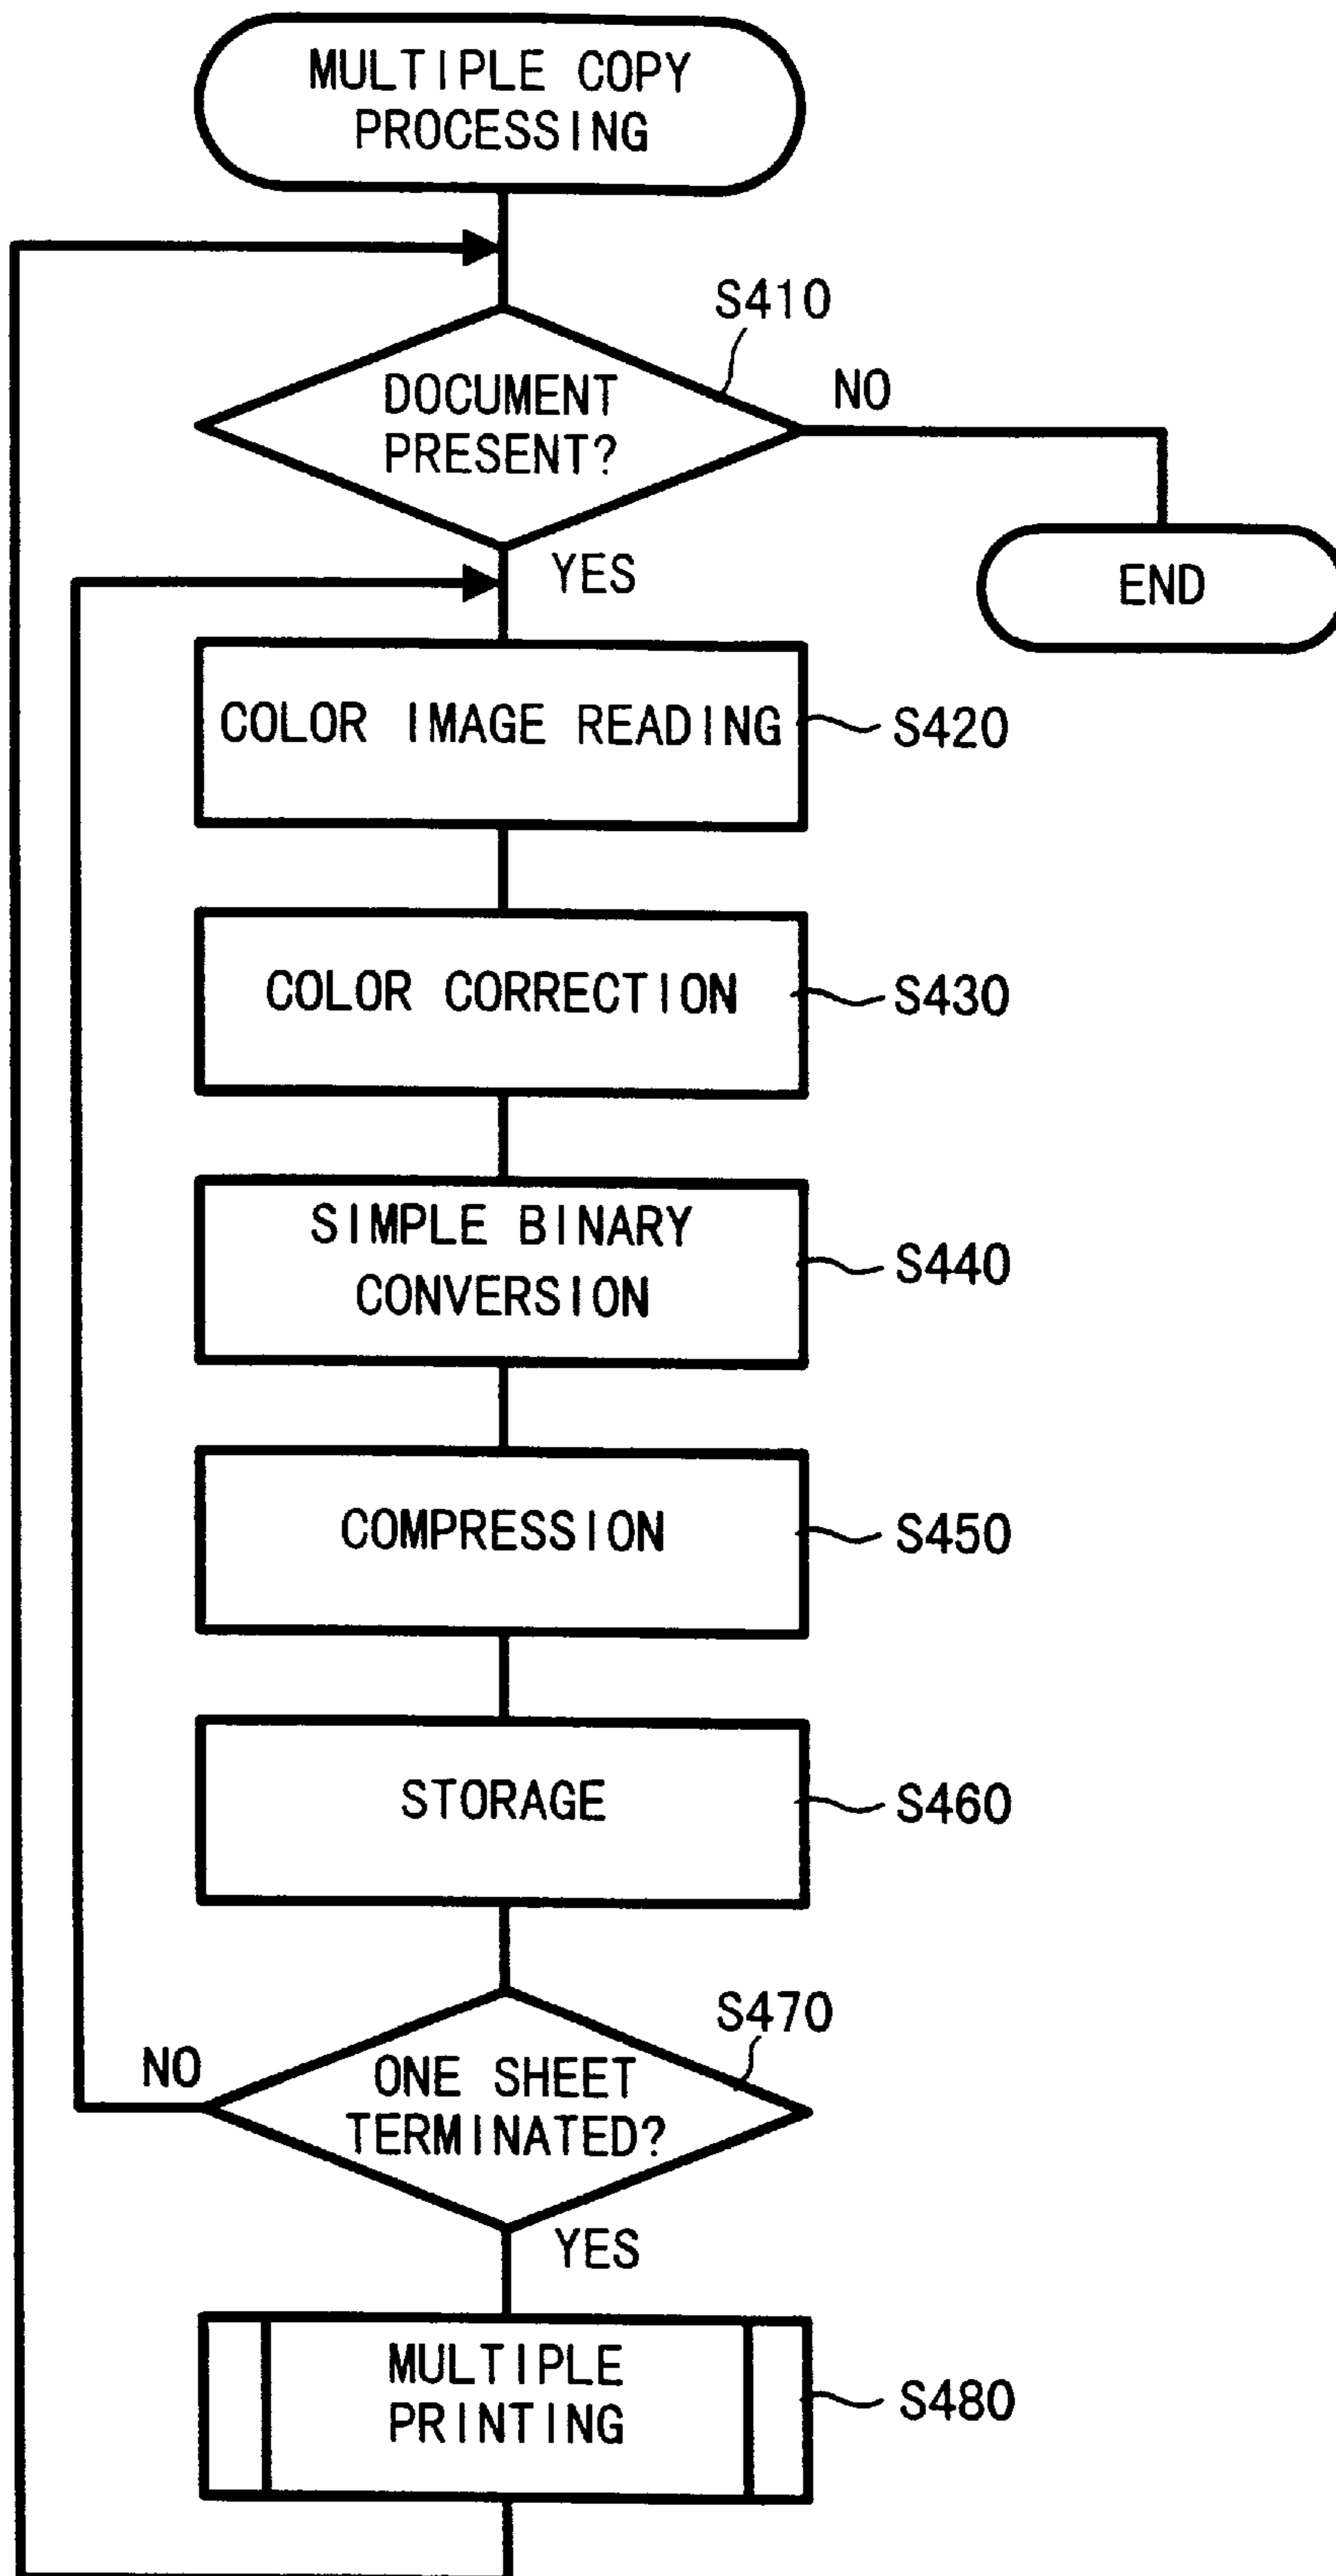 MULTIPLE COPY
PROCESSING
S410
DOCUMENT
PRESENT?
NO
YES
END
COLOR IMAGE READING
S420
COLOR CORRECTION
S430
SIMPLE BINARY
CONVERSION
S440
COMPRESSION
S450
STORAGE
S460
S470
NO
ONE SHEET
TERMINATED?
YES
MULTIPLE
PRINTING
S480